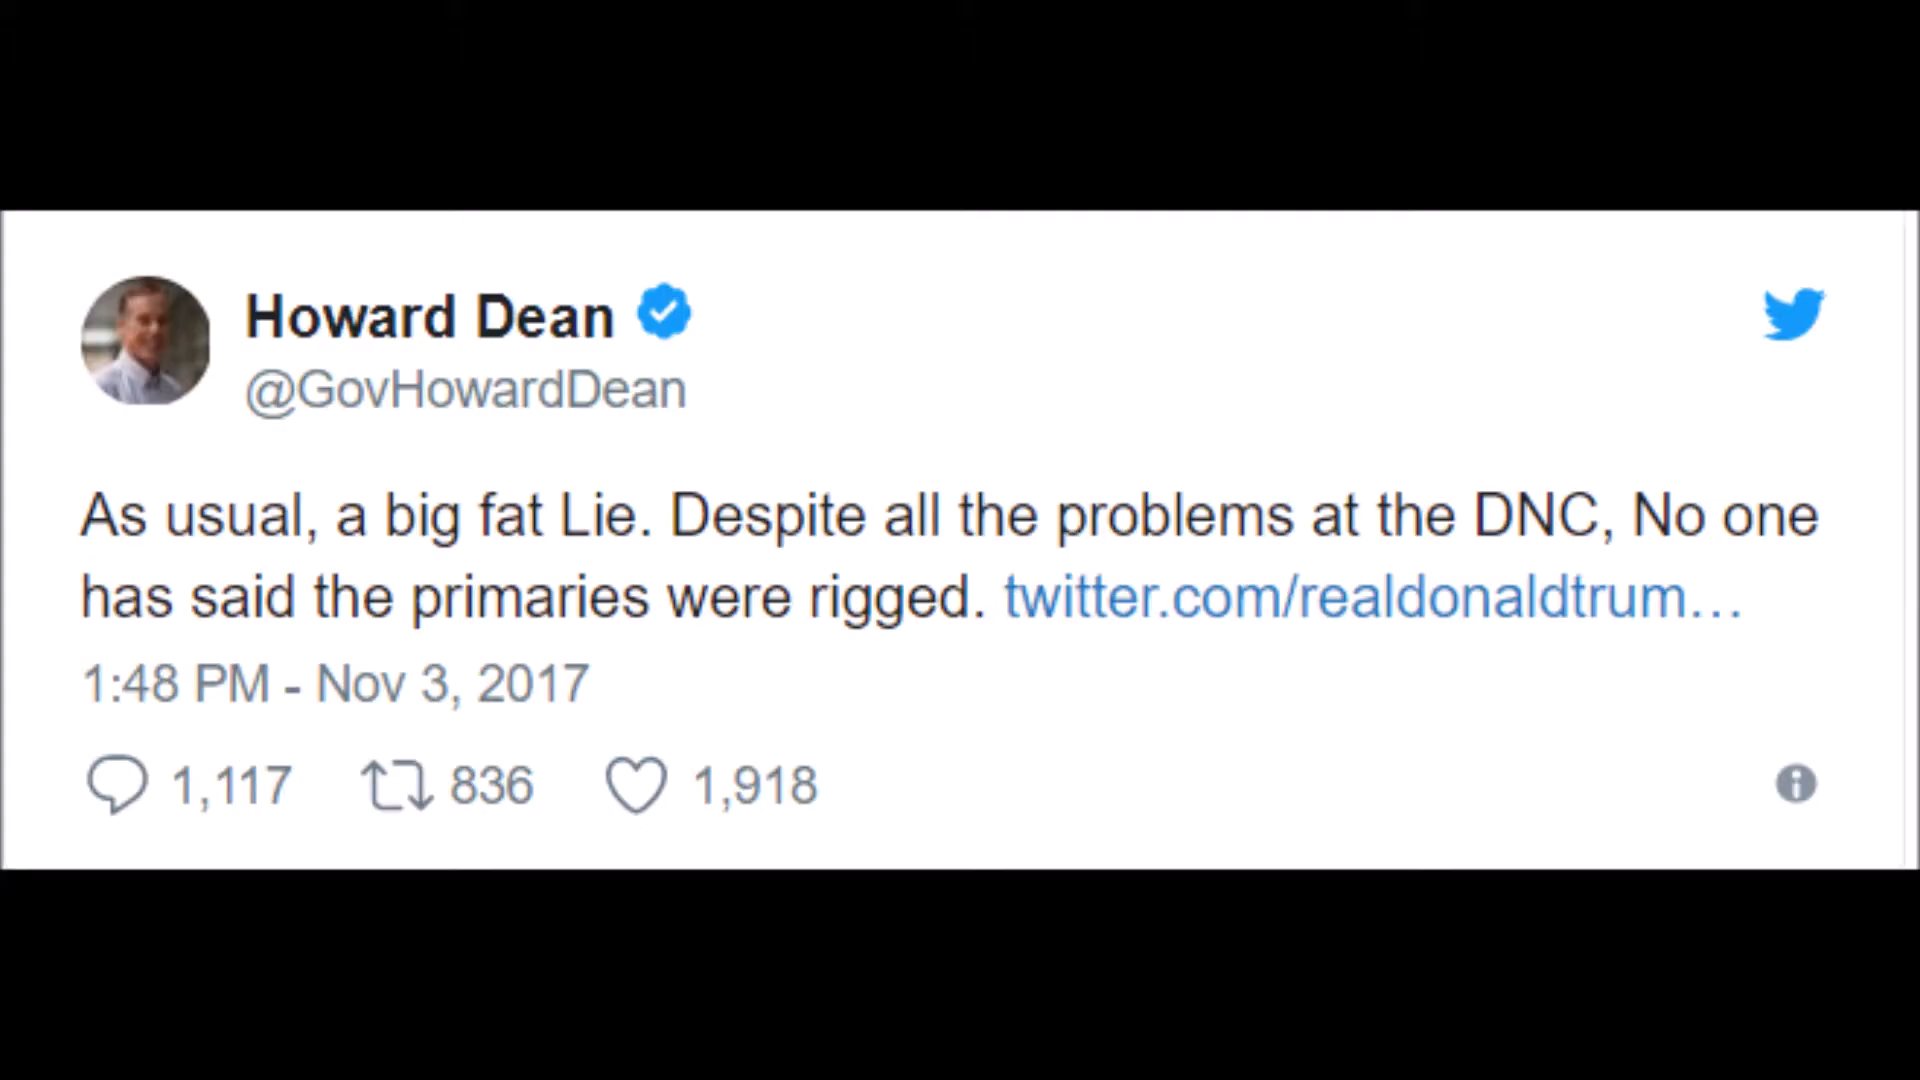 Howard Dean
@GovHowardDean
As usual, a big fat Lie. Despite all the problems at the DNC, No one
has said the primaries were rigged. twitter.com/realdonaldtrum…
1:48 PM - Nov 3, 2017
1,117 836 1,918